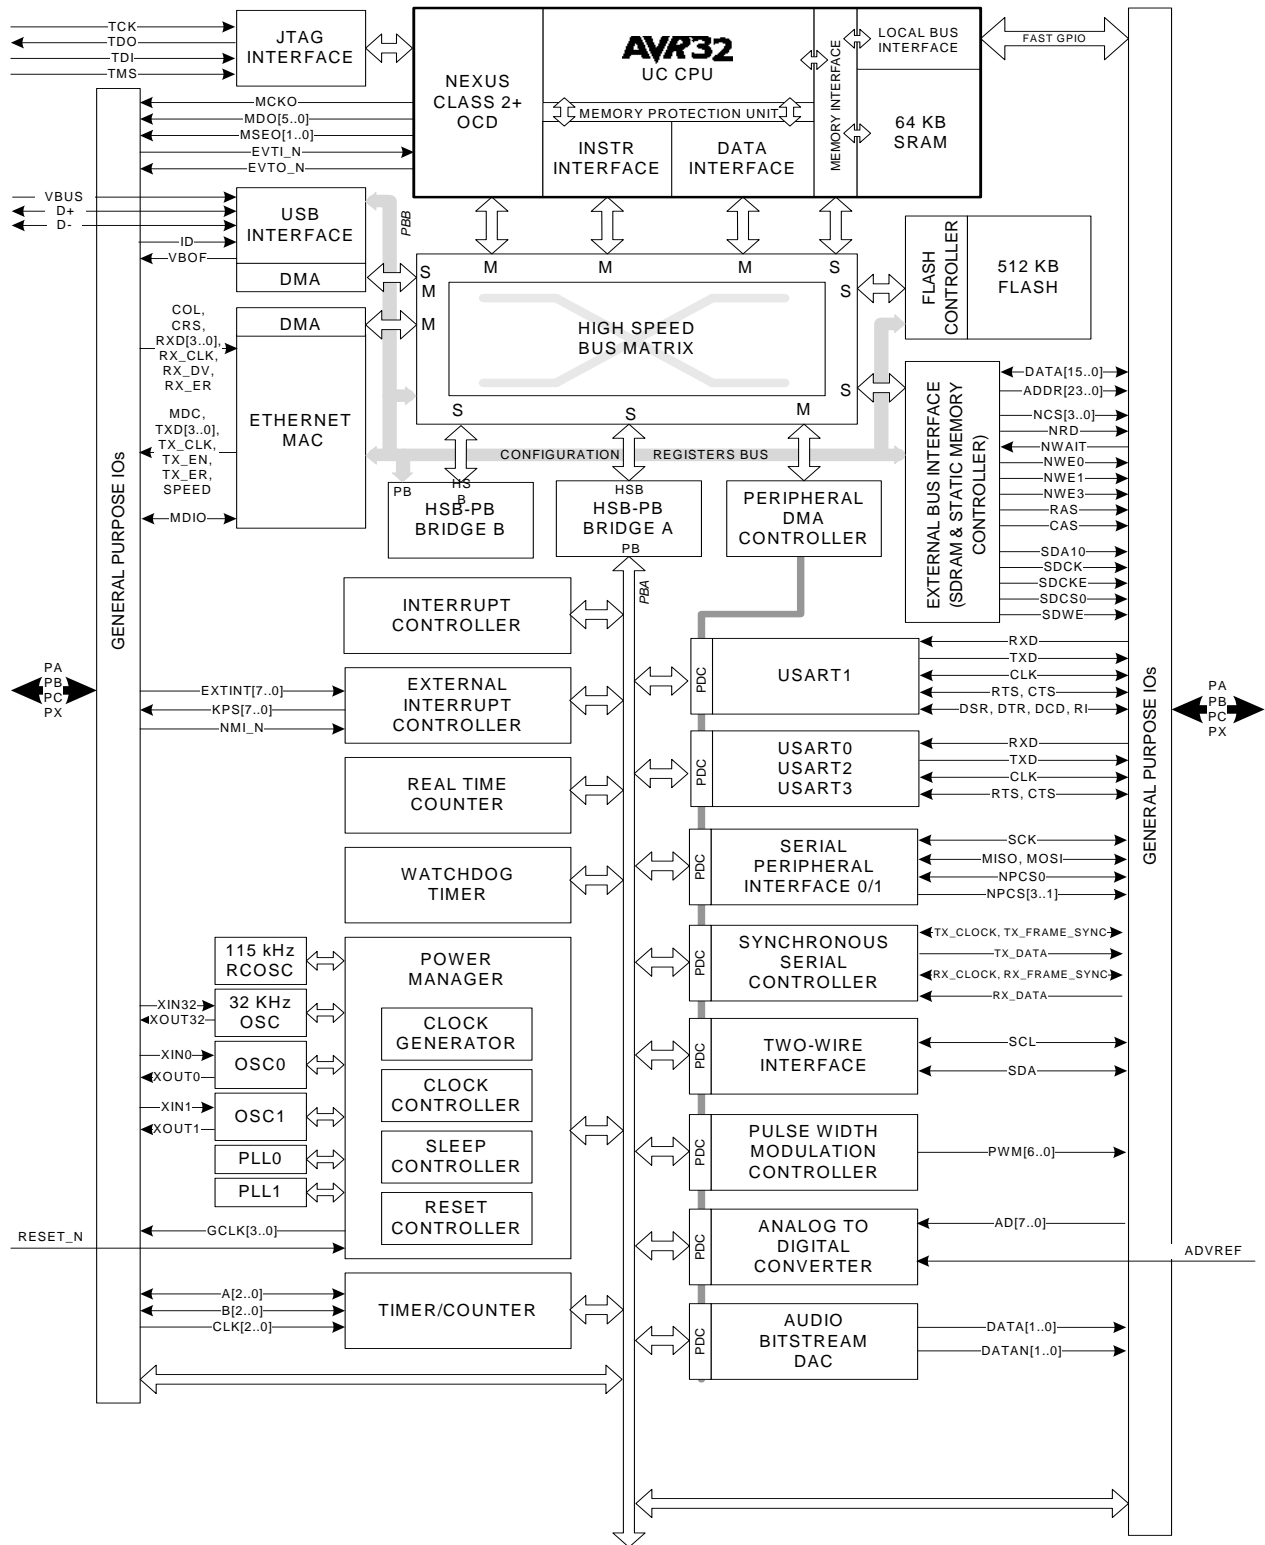 TCK
TDO
TDI
TMS
JTAG
INTERFACE
NEXUS
CLASS 2+
OCD
AVR32
UC CPU
MEMORY PROTECTION UNIT
INSTR
INTERFACE
DATA
INTERFACE
MEMORY INTERFACE
LOCAL BUS
INTERFACE
64 KB
SRAM
FAST GPIO
MCKO
MDO[5..0]
MSEO[1..0]
EVTI_N
EVTO_N
VBUS
D+
D-
ID
VBOF
USB
INTERFACE
DMA
PBB
S
M
M
M
M
M
S
S
S
S
S
M
HIGH SPEED
BUS MATRIX
FLASH
CONTROLLER
512 KB
FLASH
COL,
CRS,
RXD[3..0],
RX_CLK,
RX_DV,
RX_ER
MDC,
TXD[3..0],
TX_CLK,
TX_EN,
TX_ER,
SPEED
MDIO
DMA
ETHERNET
MAC
CONFIGURATION REGISTERS BUS
PB
HS
B
HSB-PB
BRIDGE B
HSB
HSB-PB
BRIDGE A
PB
PERIPHERAL
DMA
CONTROLLER
EXTERNAL BUS INTERFACE
(SDRAM & STATIC MEMORY
CONTROLLER)
DATA[15..0]
ADDR[23..0]
NCS[3..0]
NRD
NWAIT
NWE0
NWE1
NWE3
RAS
CAS
SDA10
SDCK
SDCKE
SDCS0
SDWE
GENERAL PURPOSE IOs
PA
PB
PC
PX
PBA
INTERRUPT
CONTROLLER
EXTINT[7..0]
KPS[7..0]
NMI_N
EXTERNAL
INTERRUPT
CONTROLLER
REAL TIME
COUNTER
WATCHDOG
TIMER
115 kHz
RCOSC
XIN32
XOUT32
32 KHz
OSC
XIN0
XOUT0
OSC0
XIN1
XOUT1
OSC1
PLL0
PLL1
GCLK[3..0]
RESET_N
POWER
MANAGER
CLOCK
GENERATOR
CLOCK
CONTROLLER
SLEEP
CONTROLLER
RESET
CONTROLLER
A[2..0]
B[2..0]
CLK[2..0]
TIMER/COUNTER
PDC
USART1
RXD
TXD
CLK
RTS, CTS
DSR, DTR, DCD, RI
PDC
USART0
USART2
USART3
RXD
TXD
CLK
RTS, CTS
PDC
SERIAL
PERIPHERAL
INTERFACE 0/1
SCK
MISO, MOSI
NPCS0
NPCS[3..1]
PDC
SYNCHRONOUS
SERIAL
CONTROLLER
TX_CLOCK, TX_FRAME_SYNC
TX_DATA
RX_CLOCK, RX_FRAME_SYNC
RX_DATA
PDC
TWO-WIRE
INTERFACE
SCL
SDA
PDC
PULSE WIDTH
MODULATION
CONTROLLER
PWM[6..0]
PDC
ANALOG TO
DIGITAL
CONVERTER
AD[7..0]
ADVREF
PDC
AUDIO
BITSTREAM
DAC
DATA[1..0]
DATAN[1..0]
GENERAL PURPOSE IOs
PA
PB
PC
PX